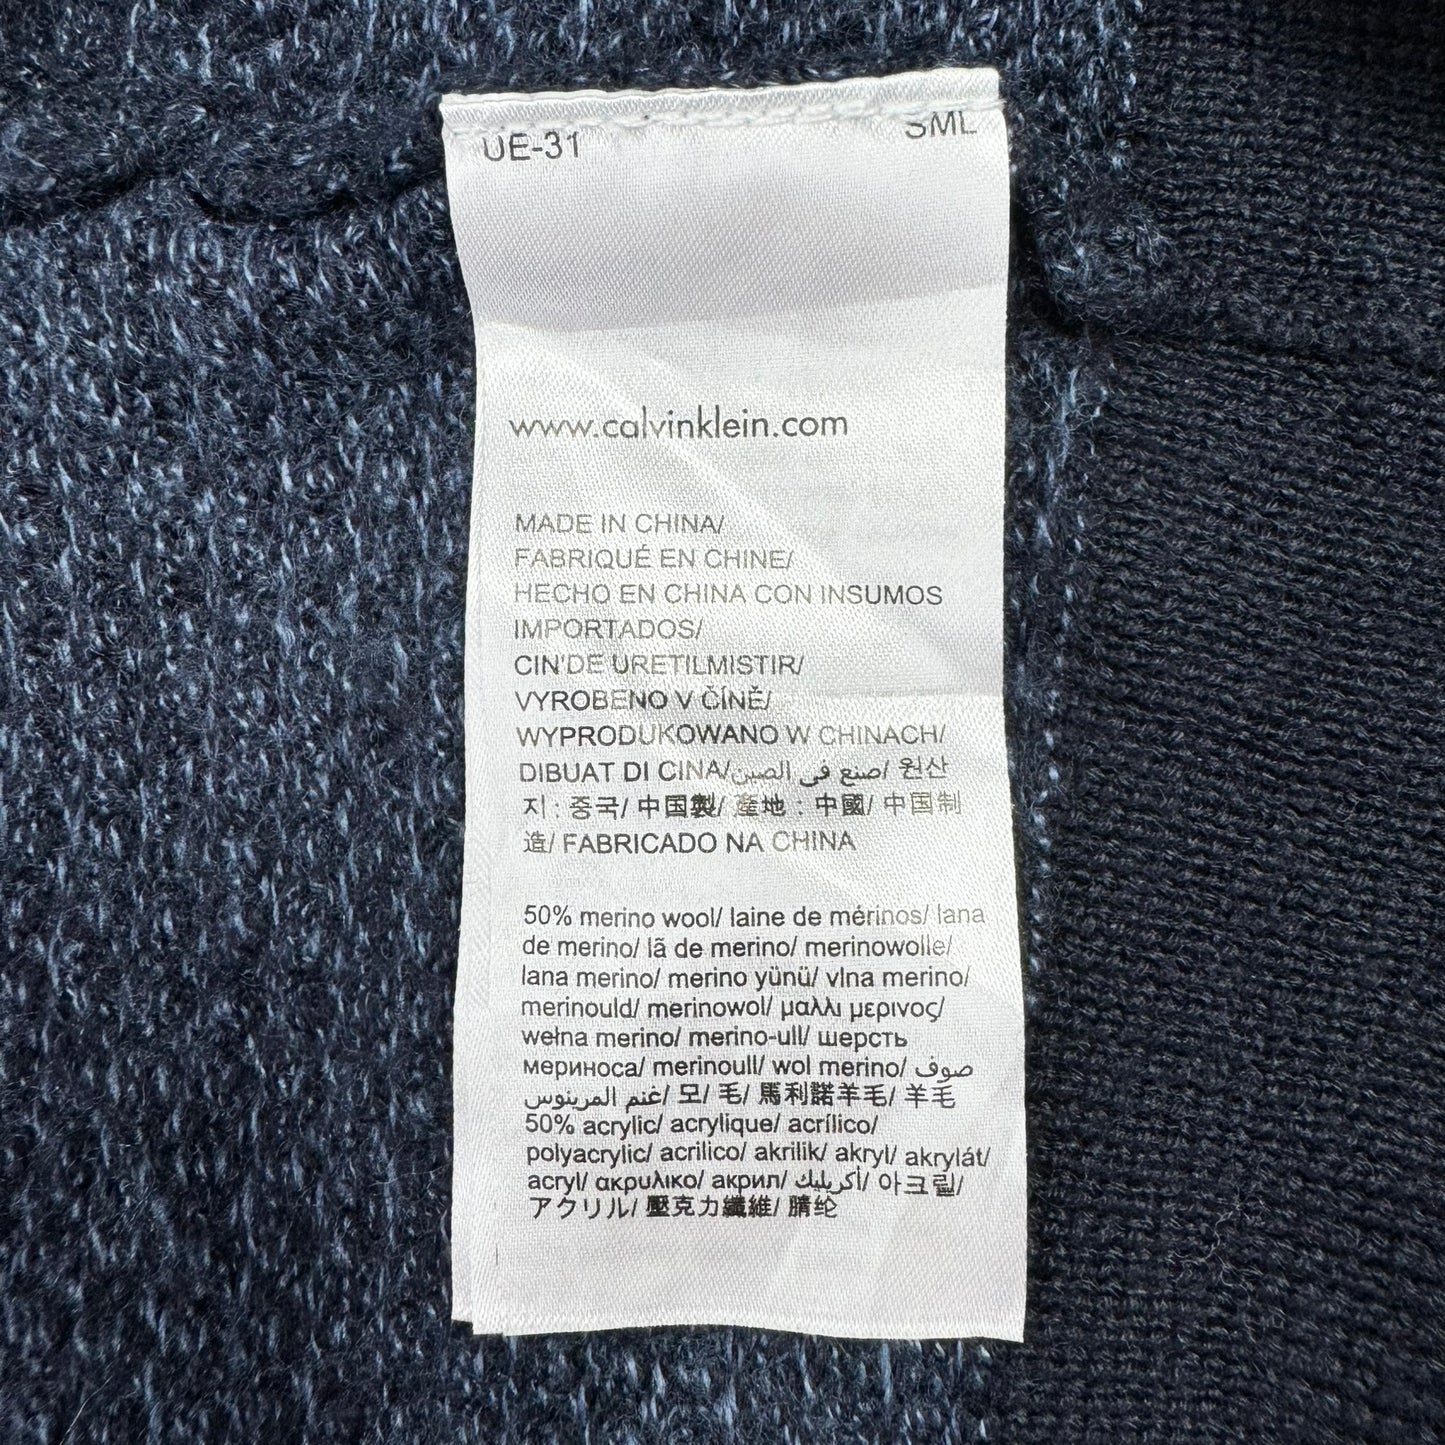 UE-31 SML
www.calvinklein.com
MADE IN CHINA/
FABRIQUÉ EN CHINE/
HECHO EN CHINA CON INSUMOS
IMPORTADOS/
CIN'DE URETILMISTIR/
VYROBENO V ČÍNĚ/
WYPRODUKOWANO W CHINACH/
DIBUAT DI CINA/صنع في الصين/ 원산
지 : 중국/ 中国製/ 產地 : 中國/ 中国制
造/ FABRICADO NA CHINA
50% merino wool/ laine de mérinos/ lana
de merino/ lã de merino/ merinowolle/
lana merino/ merino yünü/ vlna merino/
merinould/ merinowol/ μαλλι μερινος/
wełna merino/ merino-ull/ шерсть
мериноса/ merinoull/ wol merino/ صوف
غنم المرينوس/ 모/ 毛/ 馬利諾羊毛/ 羊毛
50% acrylic/ acrylique/ acrílico/
polyacrylic/ acrilico/ akrilik/ akryl/ akrylát/
acryl/ ακρυλικο/ акрил/ أكريليك/ 아크릴/
アクリル/ 壓克力纖維/ 腈纶